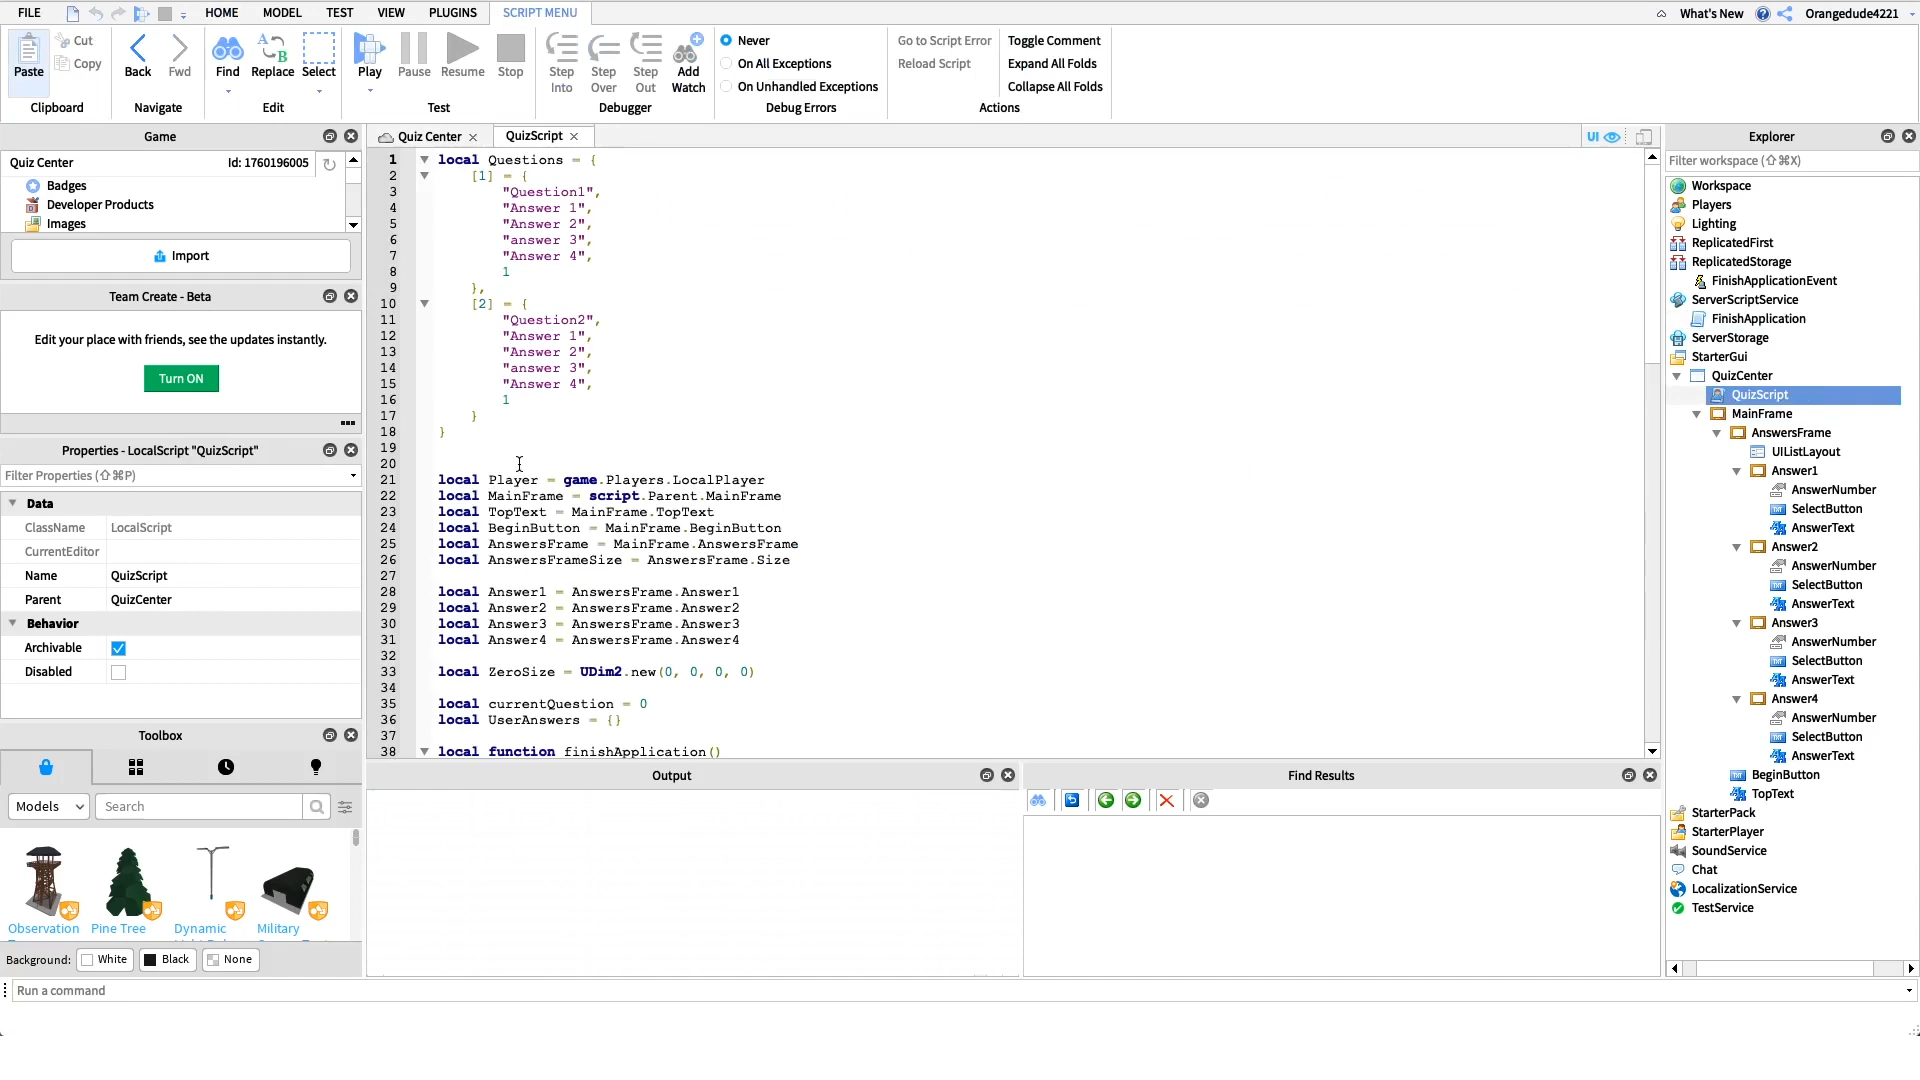 FILE HOME MODEL TEST VIEW PLUGINS SCRIPT MENU What's New Orangedude4221
Paste Cut Copy Back Fwd Find Replace Select Play Pause Resume Stop Step Into Step Over Step Out Add Watch
Never
On All Exceptions
On Unhandled Exceptions
Go to Script Error
Reload Script
Toggle Comment
Expand All Folds
Collapse All Folds
Clipboard Navigate Edit Test Debugger Debug Errors Actions
Game
Quiz Center Id: 1760196005
Badges
Developer Products
Images
Import
Team Create - Beta
Edit your place with friends, see the updates instantly.
Turn ON
Properties - LocalScript "QuizScript"
Filter Properties (⇧⌘P)
Data
ClassName LocalScript
CurrentEditor
Name QuizScript
Parent QuizCenter
Behavior
Archivable
Disabled
Toolbox
Models Search
Observation Pine Tree Dynamic Military
Background: White Black None
Quiz Center QuizScript UI
1 local Questions = {
2 [1] = {
3 "Question1",
4 "Answer 1",
5 "Answer 2",
6 "answer 3",
7 "Answer 4",
8 1
9 },
10 [2] = {
11 "Question2",
12 "Answer 1",
13 "Answer 2",
14 "answer 3",
15 "Answer 4",
16 1
17 }
18 }
19
20
21 local Player = game.Players.LocalPlayer
22 local MainFrame = script.Parent.MainFrame
23 local TopText = MainFrame.TopText
24 local BeginButton = MainFrame.BeginButton
25 local AnswersFrame = MainFrame.AnswersFrame
26 local AnswersFrameSize = AnswersFrame.Size
27
28 local Answer1 = AnswersFrame.Answer1
29 local Answer2 = AnswersFrame.Answer2
30 local Answer3 = AnswersFrame.Answer3
31 local Answer4 = AnswersFrame.Answer4
32
33 local ZeroSize = UDim2.new(0, 0, 0, 0)
34
35 local currentQuestion = 0
36 local UserAnswers = {}
37
38 local function finishApplication()
Output
Find Results
Explorer
Filter workspace (⇧⌘X)
Workspace
Players
Lighting
ReplicatedFirst
ReplicatedStorage
FinishApplicationEvent
ServerScriptService
FinishApplication
ServerStorage
StarterGui
QuizCenter
QuizScript
MainFrame
AnswersFrame
UIListLayout
Answer1
AnswerNumber
SelectButton
AnswerText
Answer2
AnswerNumber
SelectButton
AnswerText
Answer3
AnswerNumber
SelectButton
AnswerText
Answer4
AnswerNumber
SelectButton
AnswerText
BeginButton
TopText
StarterPack
StarterPlayer
SoundService
Chat
LocalizationService
TestService
Run a command